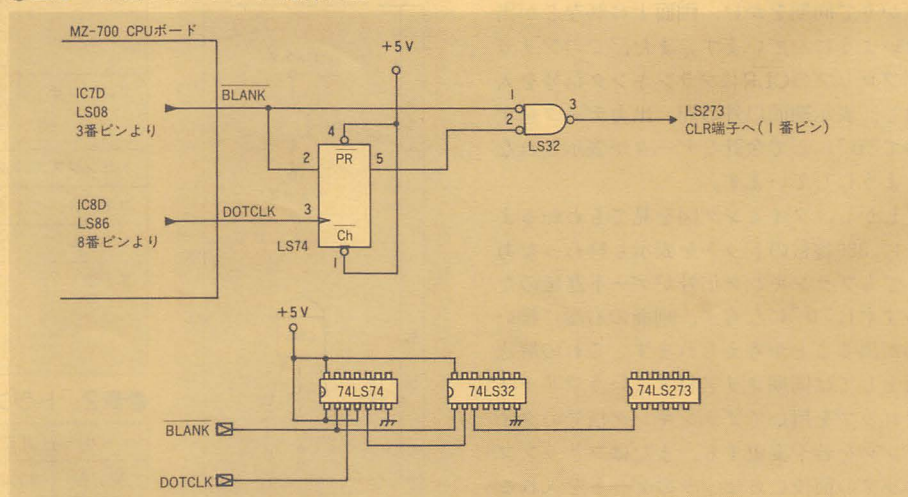 MZ-700 CPUボード
+5V
IC7D
LS08
3番ピンより
BLANK
1
2
3
LS32
LS273
CLR端子へ(1番ピン)
4
PR
2
5
IC8D
LS86
8番ピンより
DOTCLK
3
Ch
LS74
1
+5V
74LS74
74LS32
74LS273
BLANK
DOTCLK